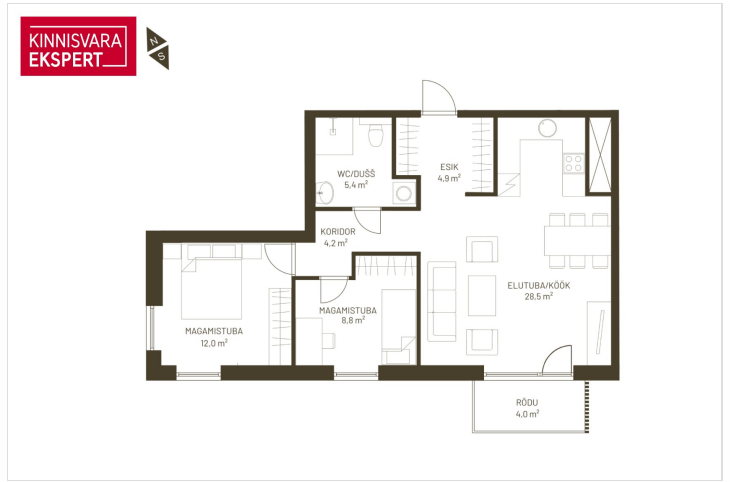 KINNISVARA
EKSPERT
N
S
WC/DUŠŠ
5,4 m²
ESIK
4,9 m²
KORIDOR
4,2 m²
ELUTUBA/KÖÖK
28,5 m²
MAGAMISTUBA
8,8 m²
MAGAMISTUBA
12,0 m²
RÕDU
4,0 m²